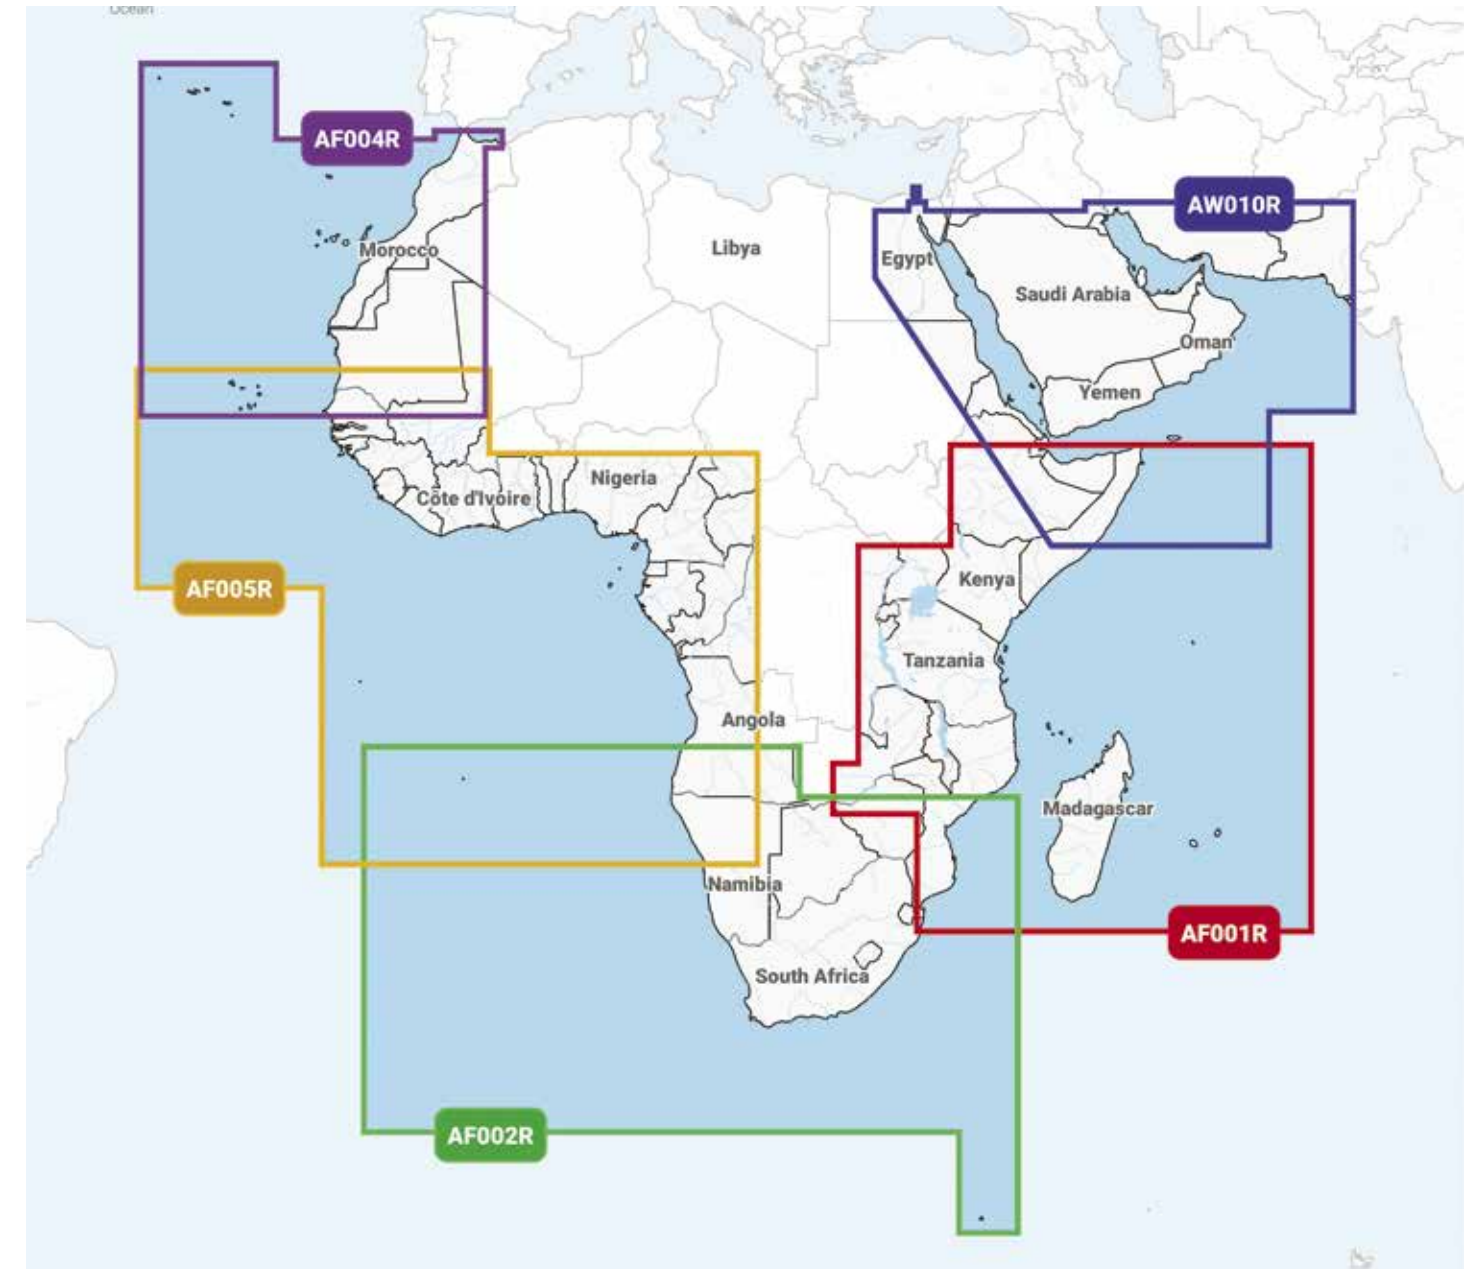 Ocean
AF004R
AW010R
Morocco
Libya
Egypt
Saudi Arabia
Oman
Yemen
Nigeria
Côte d'Ivoire
AF005R
Kenya
Tanzania
Angola
Madagascar
Namibia
AF001R
South Africa
AF002R